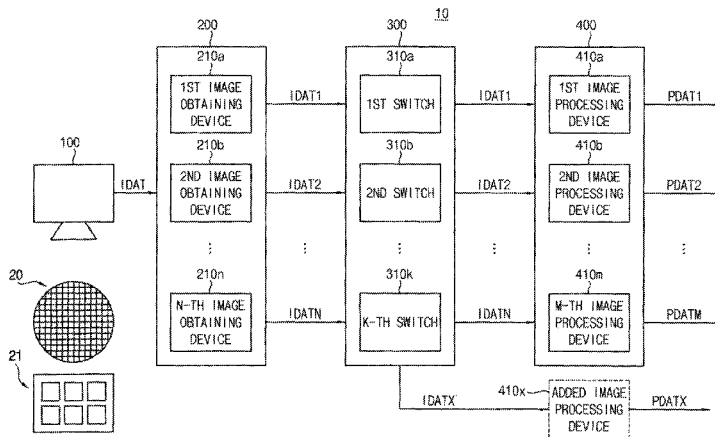 10
200
300
400
210a
310a
410a
1ST IMAGE
OBTAINING
DEVICE
IDAT1
1ST SWITCH
IDAT1
1ST IMAGE
PROCESSING
DEVICE
PDAT1
100
210b
310b
410b
IDAT
2ND IMAGE
OBTAINING
DEVICE
IDAT2
2ND SWITCH
IDAT2
2ND IMAGE
PROCESSING
DEVICE
PDAT2
20
210n
310k
410m
N-TH IMAGE
OBTAINING
DEVICE
IDATN
K-TH SWITCH
IDATN
M-TH IMAGE
PROCESSING
DEVICE
PDATM
21
410x
IDATX
ADDED IMAGE
PROCESSING
DEVICE
PDATX